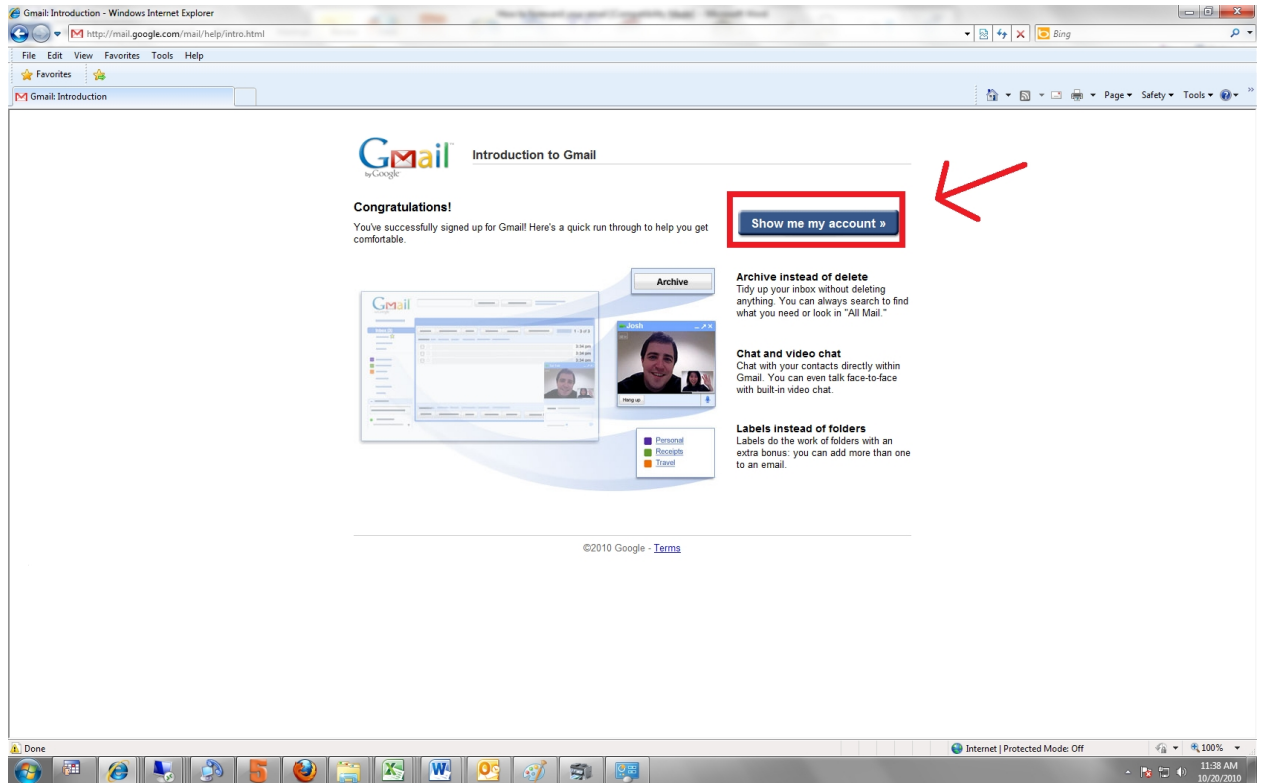 Gmail: Introduction - Windows Internet Explorer
http://mail.google.com/mail/help/intro.html
Bing
File Edit View Favorites Tools Help
Favorites
Gmail: Introduction
Page Safety Tools
Gmail
by Google
Introduction to Gmail
Congratulations!
You've successfully signed up for Gmail! Here's a quick run through to help you get
comfortable.
Show me my account »
Archive
Archive instead of delete
Tidy up your inbox without deleting
anything. You can always search to find
what you need or look in "All Mail."
Gmail
Josh
Hang up
Chat and video chat
Chat with your contacts directly within
Gmail. You can even talk face-to-face
with built-in video chat.
Personal
Receipts
Travel
Labels instead of folders
Labels do the work of folders with an
extra bonus: you can add more than one
to an email.
©2010 Google - Terms
Done
Internet | Protected Mode: Off
100%
11:38 AM
10/20/2010